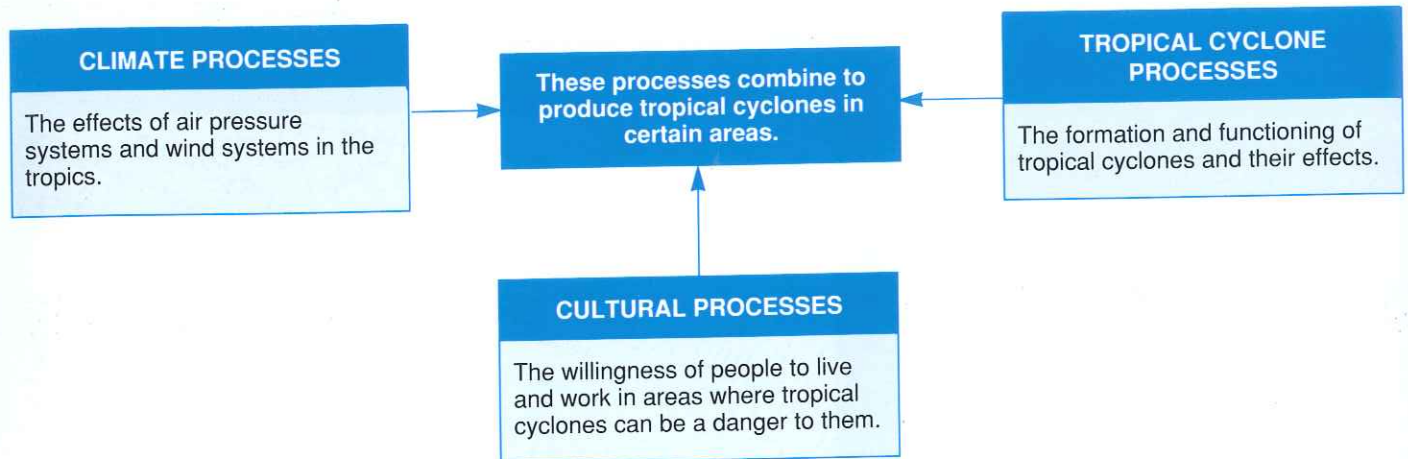 CLIMATE PROCESSES
The effects of air pressure
systems and wind systems in the
tropics.
These processes combine to
produce tropical cyclones in
certain areas.
TROPICAL CYCLONE
PROCESSES
The formation and functioning of
tropical cyclones and their effects.
CULTURAL PROCESSES
The willingness of people to live
and work in areas where tropical
cyclones can be a danger to them.